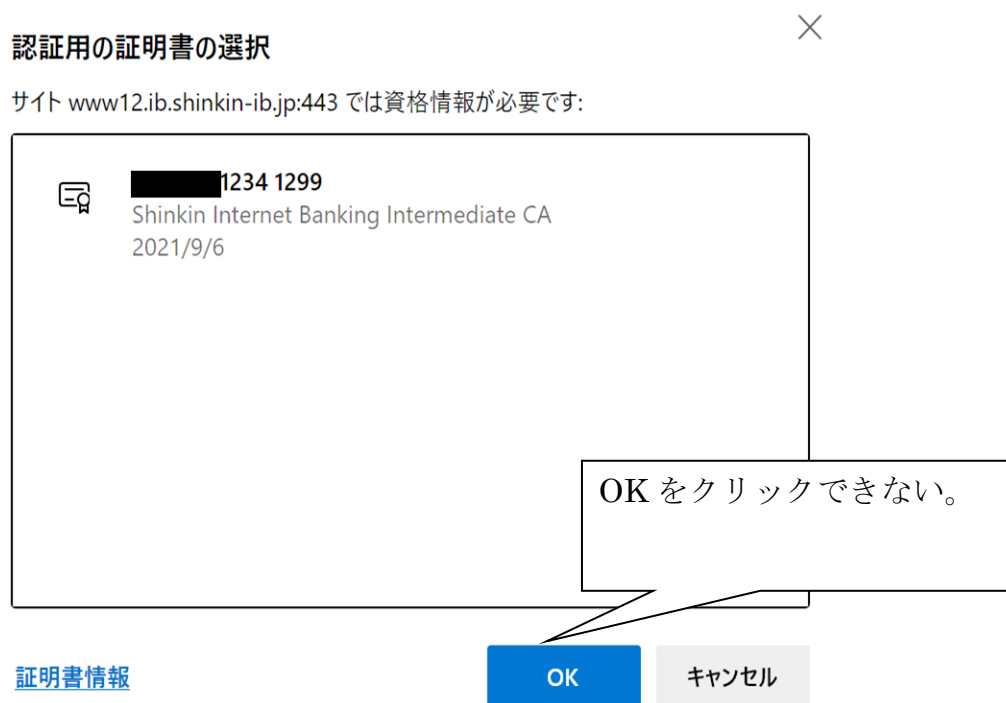 認証用の証明書の選択
サイト www12.ib.shinkin-ib.jp:443 では資格情報が必要です:
1234 1299
Shinkin Internet Banking Intermediate CA
2021/9/6
OK をクリックできない。
証明書情報
OK
キャンセル